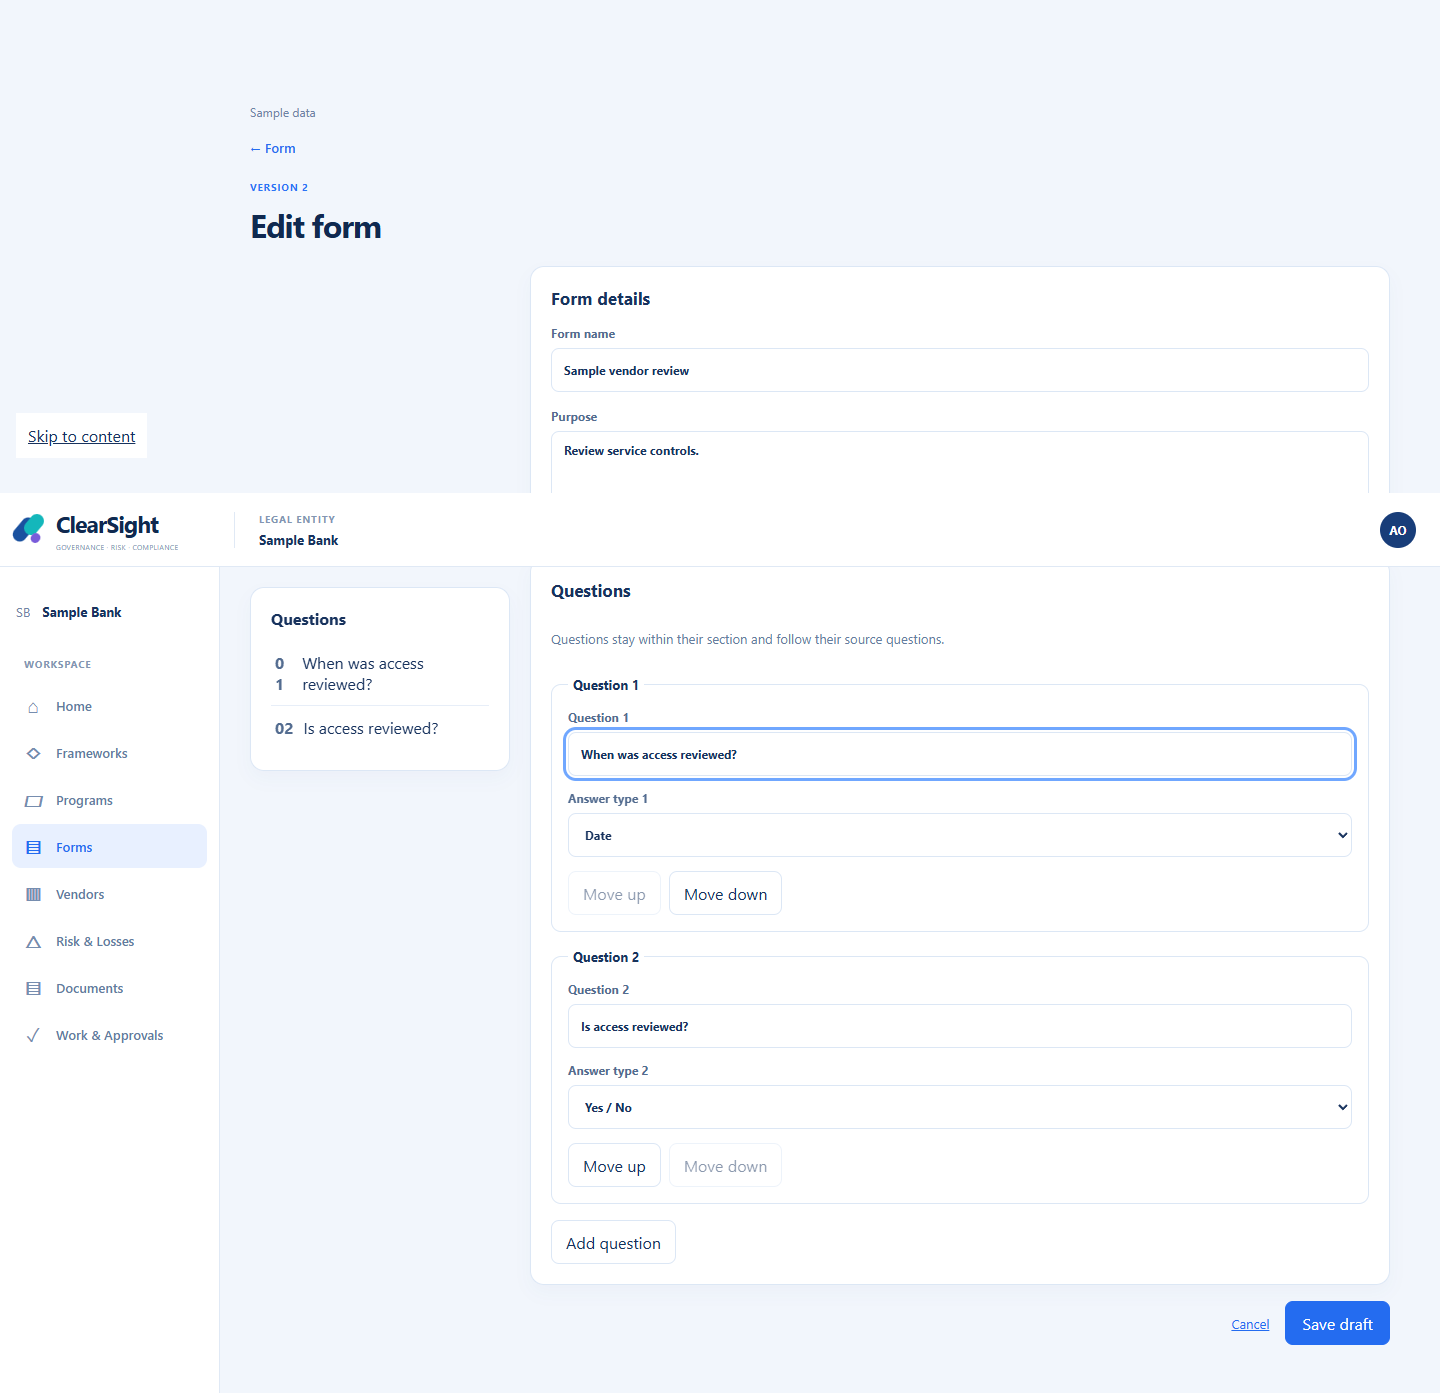 Sample data
← Form
VERSION 2
Edit form
Form details
Form name
Sample vendor review
Purpose
Review service controls.
Skip to content
ClearSight
GOVERNANCE · RISK · COMPLIANCE
LEGAL ENTITY
Sample Bank
AO
SB Sample Bank
WORKSPACE
Home
Frameworks
Programs
Forms
Vendors
Risk & Losses
Documents
Work & Approvals
Questions
01 When was access
reviewed?
02 Is access reviewed?
Questions
Questions stay within their section and follow their source questions.
Question 1
Question 1
When was access reviewed?
Answer type 1
Date
Move up Move down
Question 2
Question 2
Is access reviewed?
Answer type 2
Yes / No
Move up Move down
Add question
Cancel Save draft